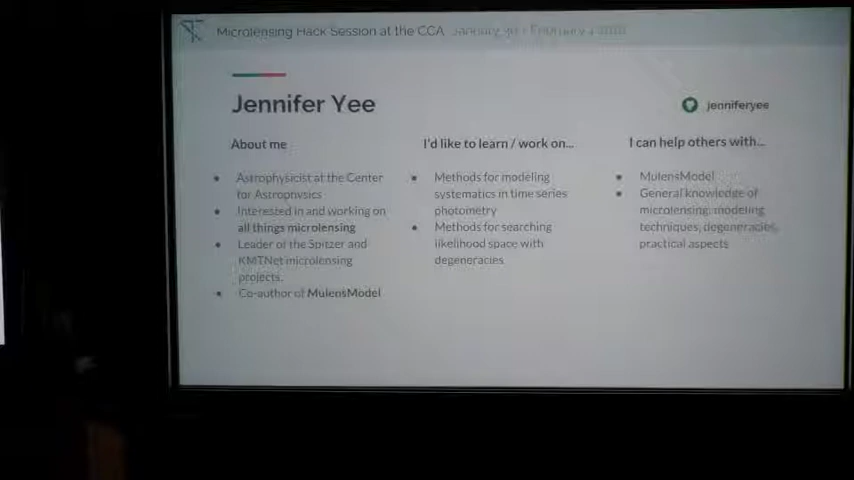 Microlensing Hack Session at the CCA
Jennifer Yee
jenniferyee
About me
Astrophysicist at the Center
for Astrophysics
Interested in and working on
all things microlensing
Leader of the Spitzer and
KMTNet microlensing
projects.
Co-author of MulensModel
I'd like to learn / work on...
Methods for modeling
systematics in time series
photometry
Methods for searching
likelihood space with
degeneracies
I can help others with...
MulensModel
General knowledge of
microlensing, modeling
techniques, degeneracies,
practical aspects